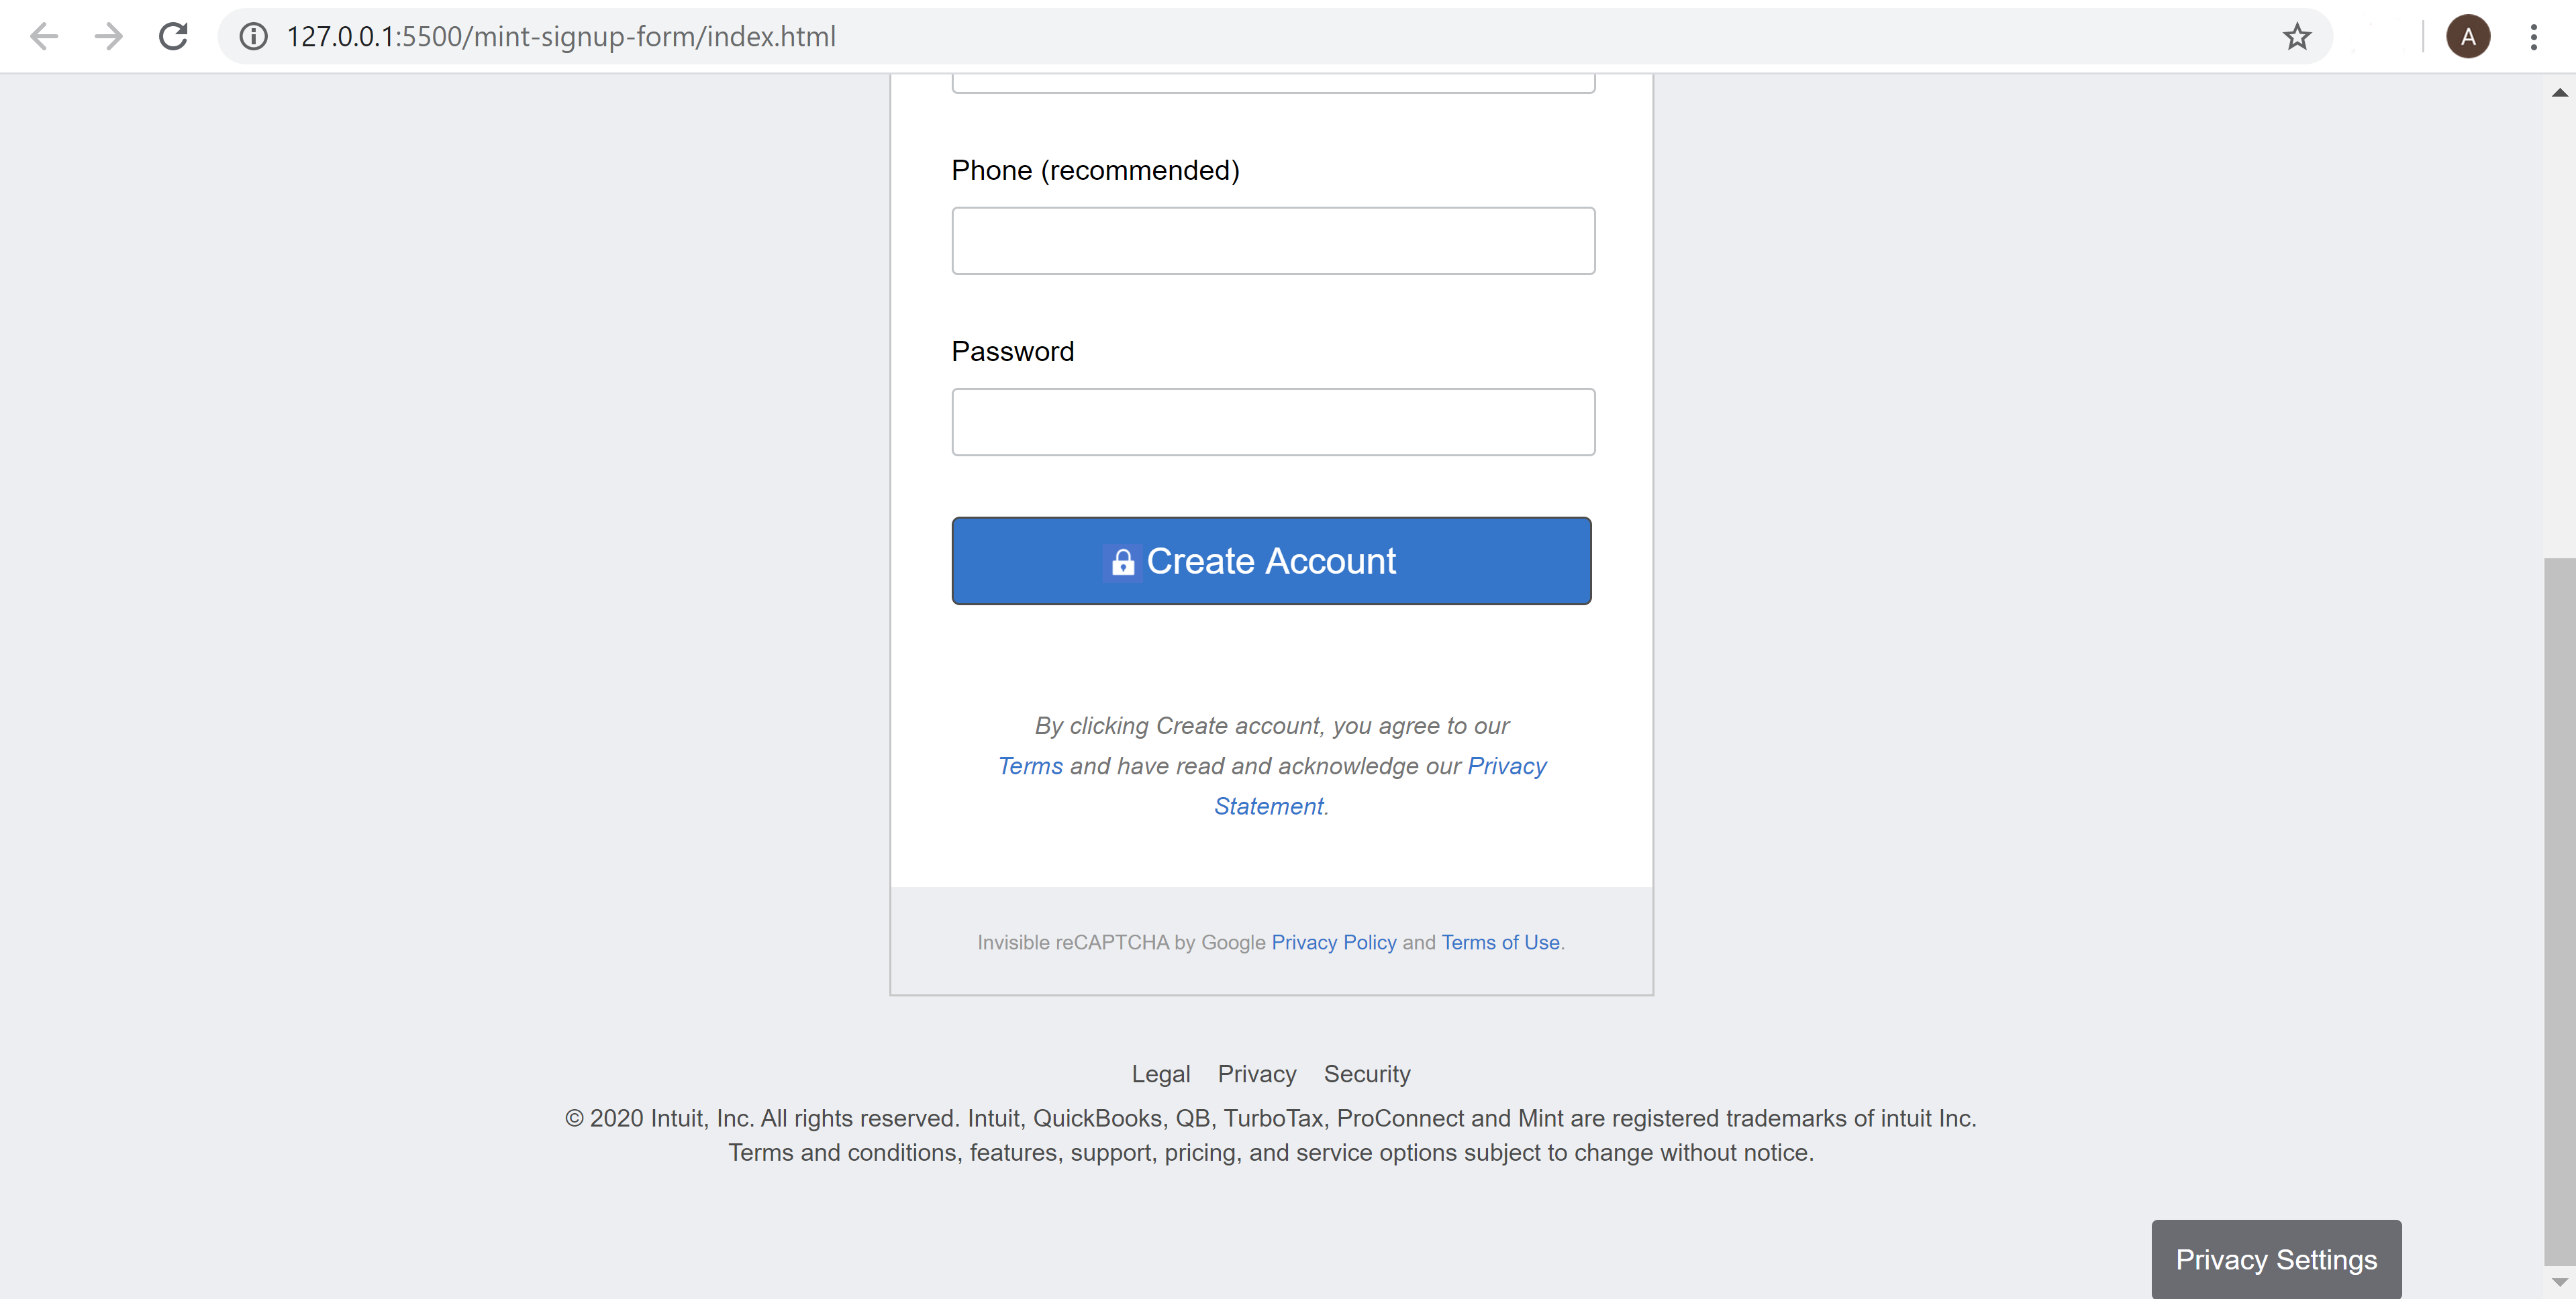 127.0.0.1:5500/mint-signup-form/index.html
A
Phone (recommended)
Password
Create Account
By clicking Create account, you agree to our
Terms and have read and acknowledge our Privacy
Statement.
Invisible reCAPTCHA by Google Privacy Policy and Terms of Use.
Legal Privacy Security
© 2020 Intuit, Inc. All rights reserved. Intuit, QuickBooks, QB, TurboTax, ProConnect and Mint are registered trademarks of intuit Inc.
Terms and conditions, features, support, pricing, and service options subject to change without notice.
Privacy Settings